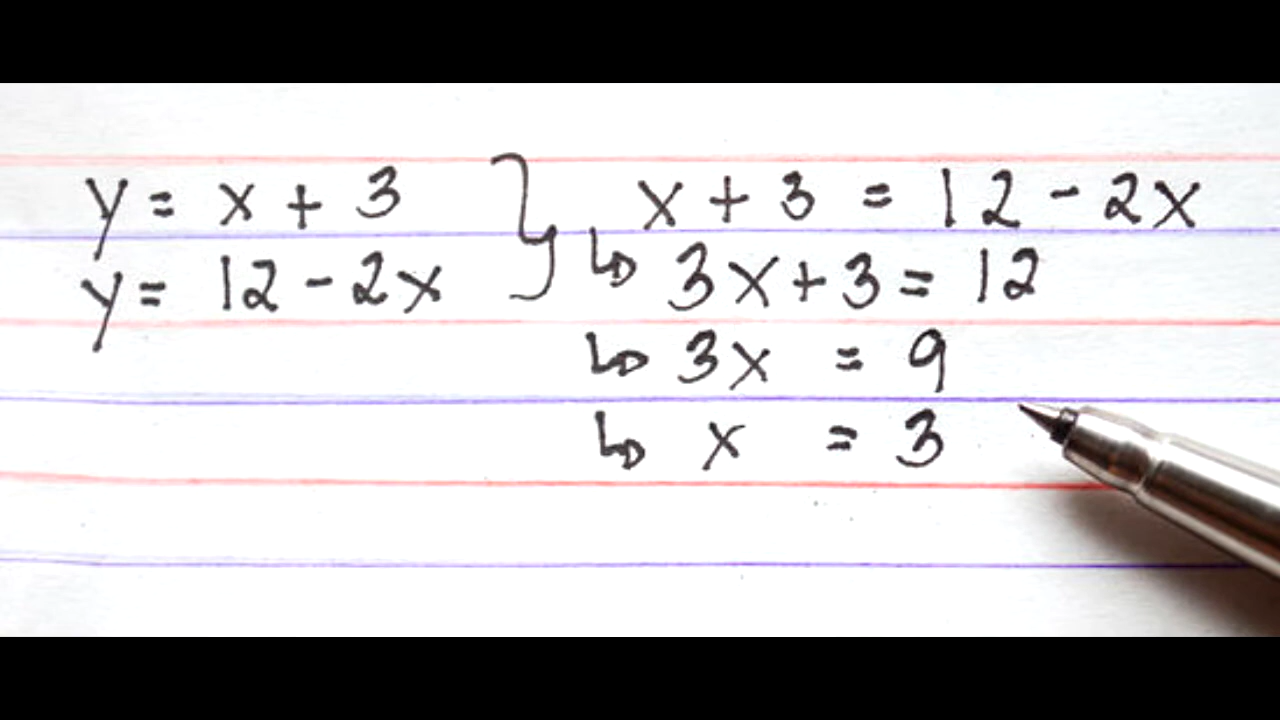 y = x + 3
y = 12 - 2x
x + 3 = 12 - 2x
↳ 3x + 3 = 12
↳ 3x = 9
↳ x = 3